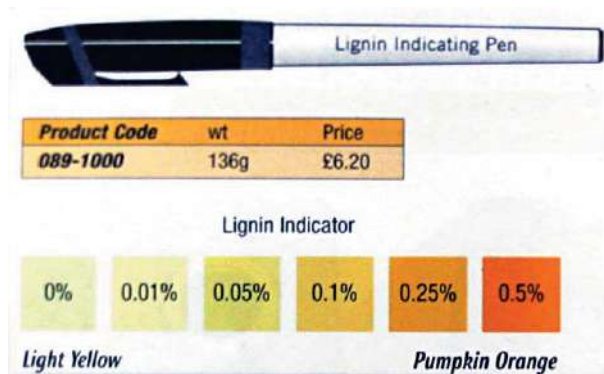 Lignin Indicating Pen
Product Code wt Price
089-1000 136g £6.20
Lignin Indicator
0% 0.01% 0.05% 0.1% 0.25% 0.5%
Light Yellow Pumpkin Orange